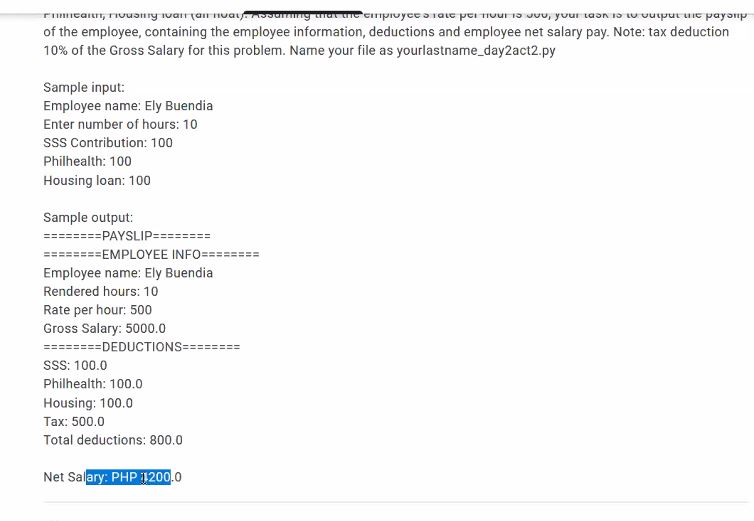 Philhealth, Housing loan (all float). Assuming that the employee's rate per hour is 500, your task is to output the payslip
of the employee, containing the employee information, deductions and employee net salary pay. Note: tax deduction
10% of the Gross Salary for this problem. Name your file as yourlastname_day2act2.py
Sample input:
Employee name: Ely Buendia
Enter number of hours: 10
SSS Contribution: 100
Philhealth: 100
Housing loan: 100
Sample output:
========PAYSLIP========
========EMPLOYEE INFO========
Employee name: Ely Buendia
Rendered hours: 10
Rate per hour: 500
Gross Salary: 5000.0
========DEDUCTIONS========
SSS: 100.0
Philhealth: 100.0
Housing: 100.0
Tax: 500.0
Total deductions: 800.0
Net Salary: PHP 4200.0